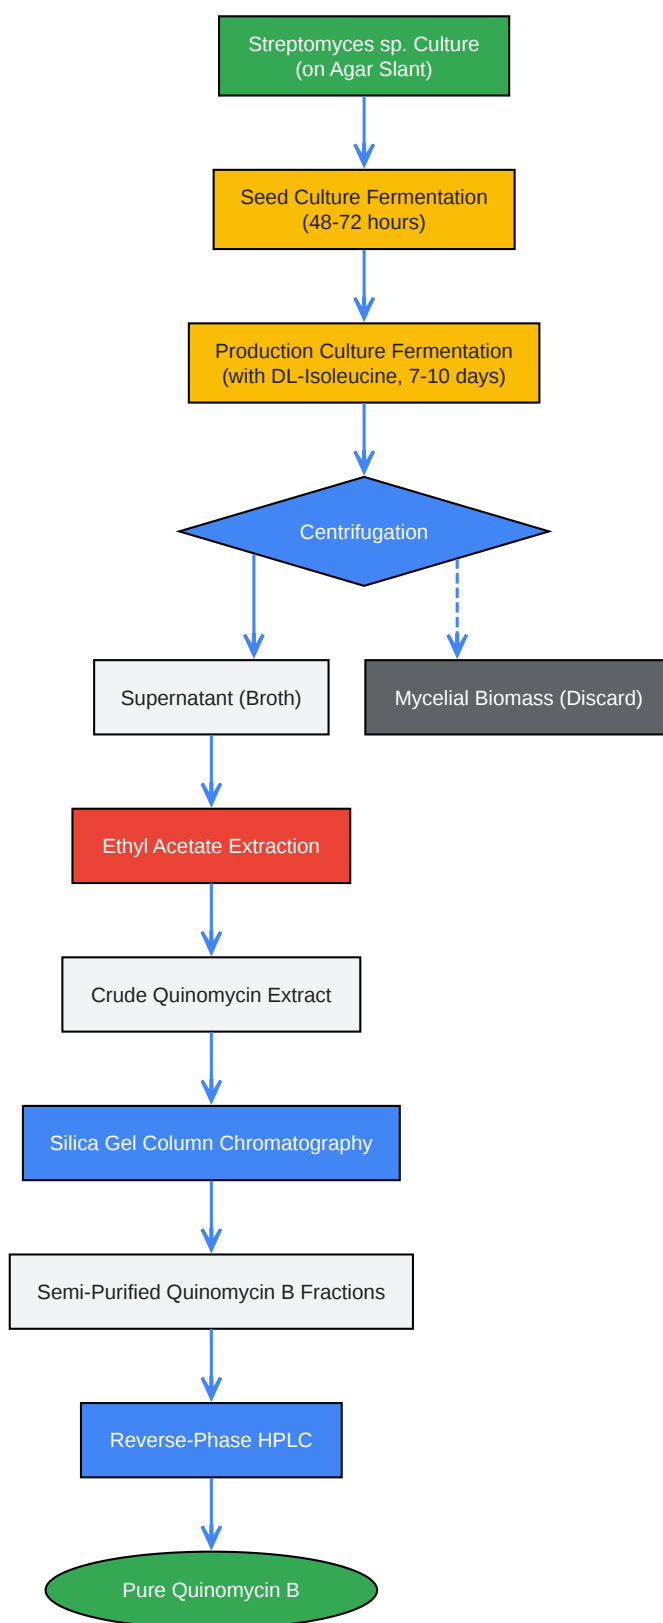 Streptomyces sp. Culture
(on Agar Slant)
Seed Culture Fermentation
(48-72 hours)
Production Culture Fermentation
(with DL-Isoleucine, 7-10 days)
Centrifugation
Supernatant (Broth)
Mycelial Biomass (Discard)
Ethyl Acetate Extraction
Crude Quinomycin Extract
Silica Gel Column Chromatography
Semi-Purified Quinomycin B Fractions
Reverse-Phase HPLC
Pure Quinomycin B